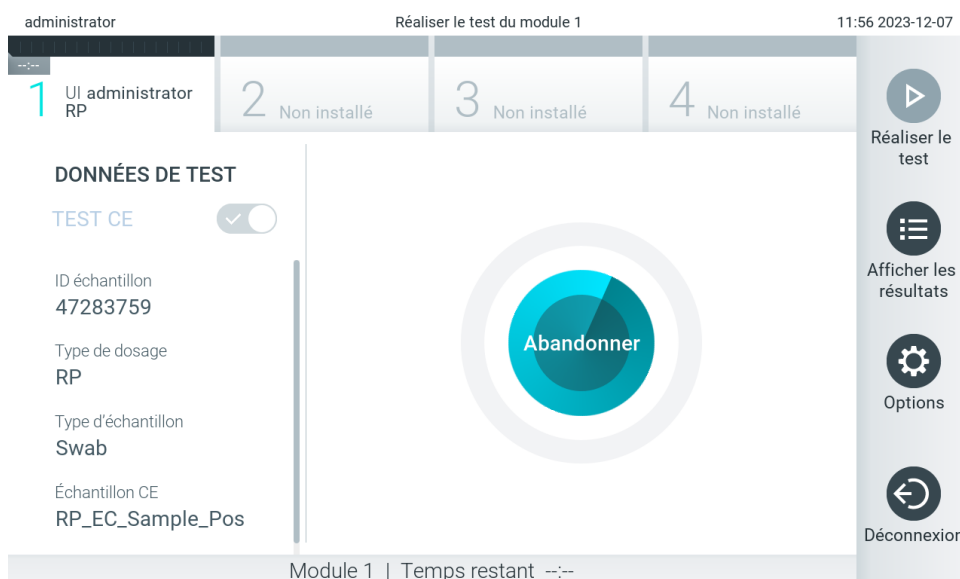 administrator
Réaliser le test du module 1
11:56 2023-12-07
--:--
1
UI administrator
RP
2
Non installé
3
Non installé
4
Non installé
DONNÉES DE TEST
TEST CE
ID échantillon
47283759
Type de dosage
RP
Type d'échantillon
Swab
Échantillon CE
RP_EC_Sample_Pos
Abandonner
Réaliser le
test
Afficher les
résultats
Options
Déconnexion
Module 1 | Temps restant --:--